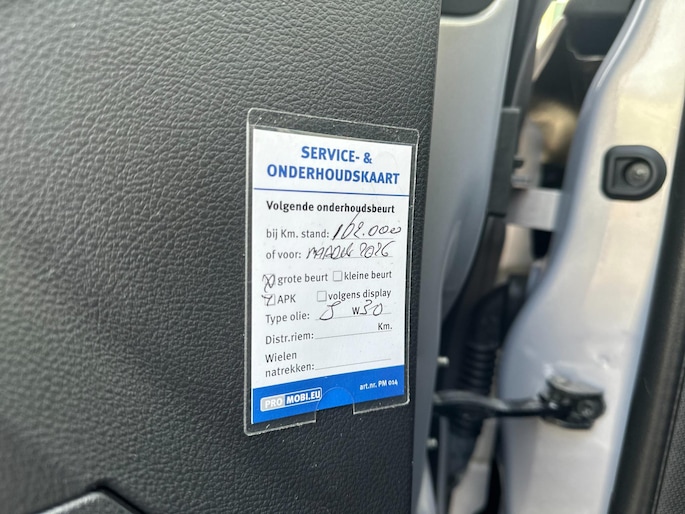 SERVICE- &
ONDERHOUDSKAART
Volgende onderhoudsbeurt
bij Km. stand: 102.000
of voor: MAART 2026
grote beurt kleine beurt
APK volgens display
Type olie: 5 W30
Distr.riem: Km.
Wielen
natrekken:
PRO MOBI.EU art.nr. PM 014